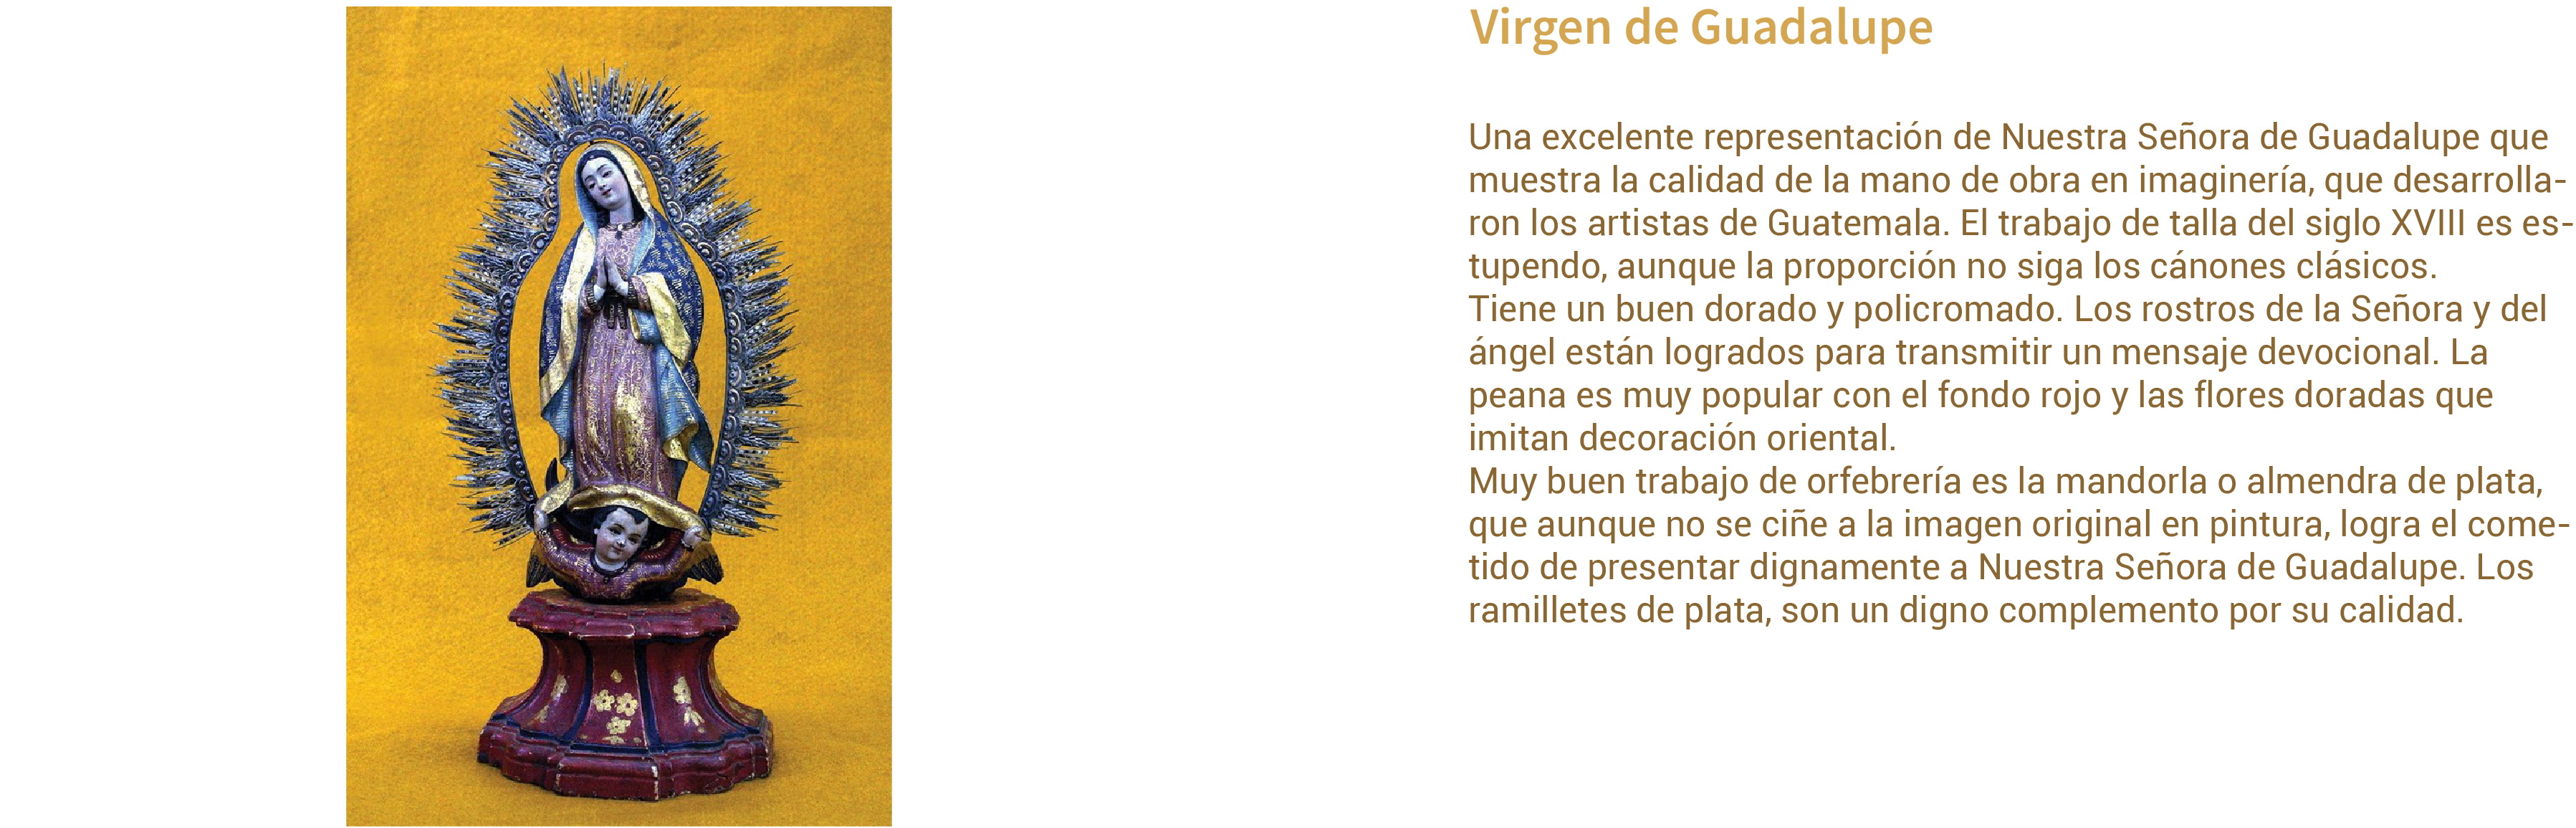 Virgen de Guadalupe
Una excelente representación de Nuestra Señora de Guadalupe que
muestra la calidad de la mano de obra en imaginería, que desarrolla-
ron los artistas de Guatemala. El trabajo de talla del siglo XVIII es es-
tupendo, aunque la proporción no siga los cánones clásicos.
Tiene un buen dorado y policromado. Los rostros de la Señora y del
ángel están logrados para transmitir un mensaje devocional. La
peana es muy popular con el fondo rojo y las flores doradas que
imitan decoración oriental.
Muy buen trabajo de orfebrería es la mandorla o almendra de plata,
que aunque no se ciñe a la imagen original en pintura, logra el come-
tido de presentar dignamente a Nuestra Señora de Guadalupe. Los
ramilletes de plata, son un digno complemento por su calidad.